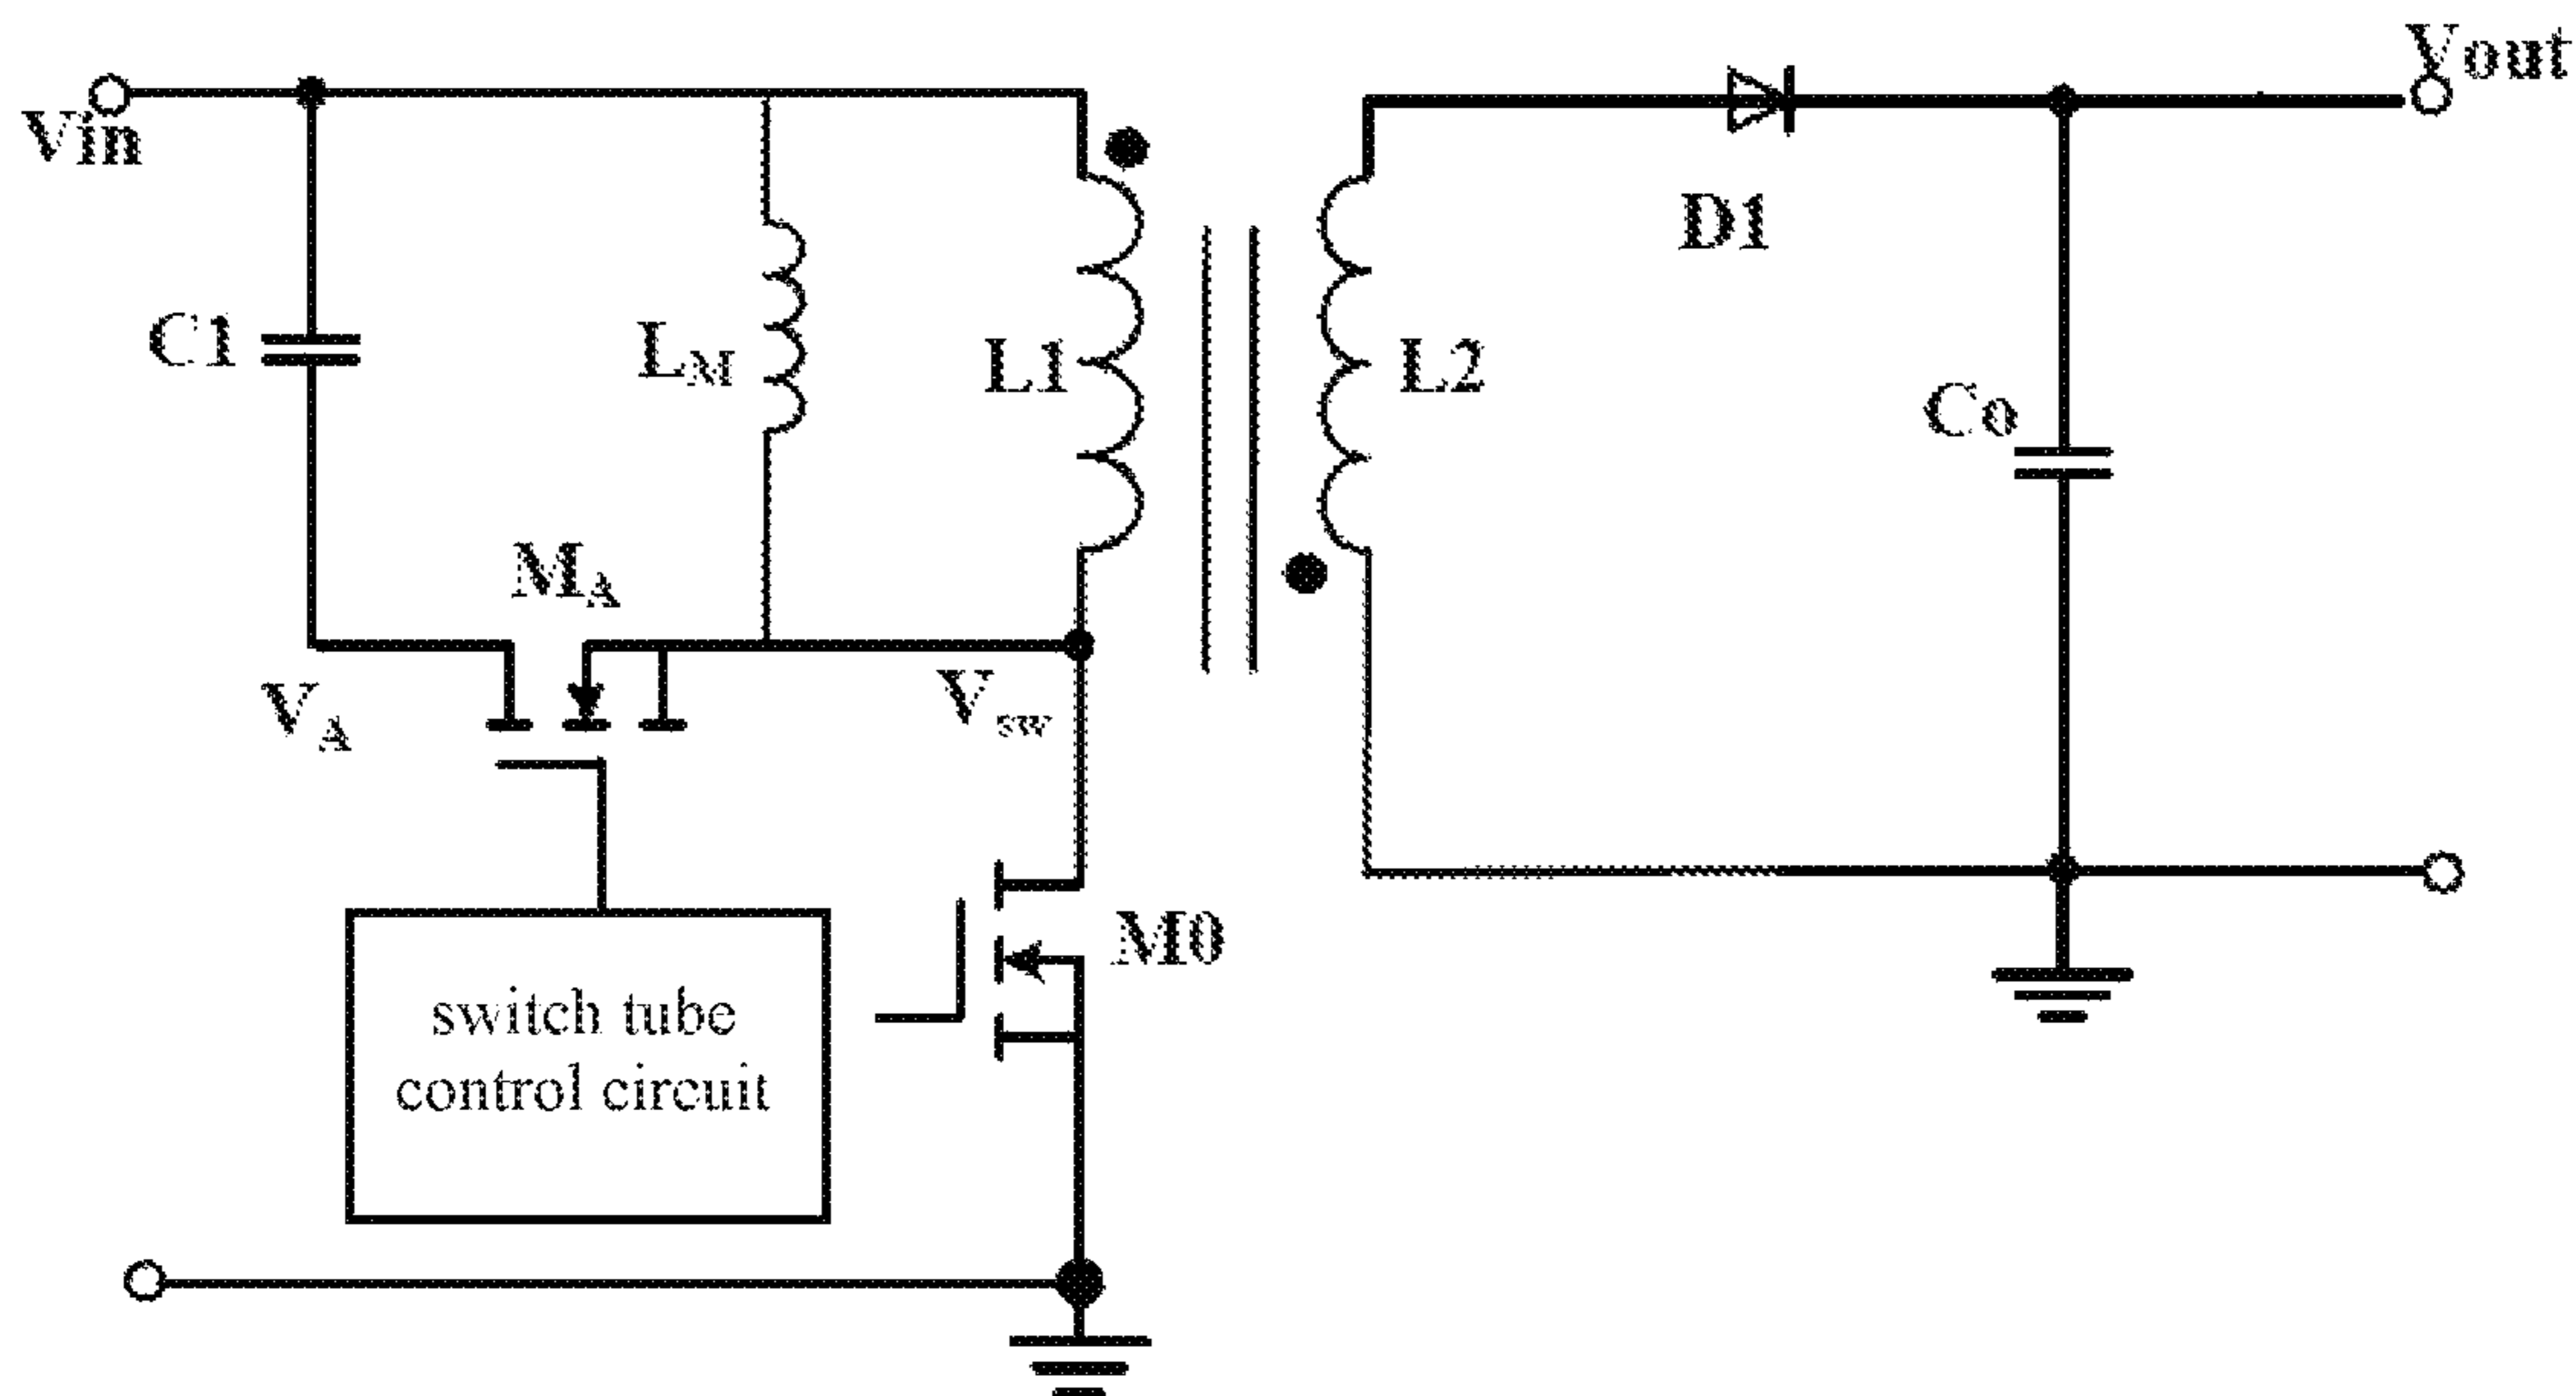 Vout
Vin
D1
C1
LM
L1
L2
Co
MA
VA
Vsw
M0
switch tube
control circuit